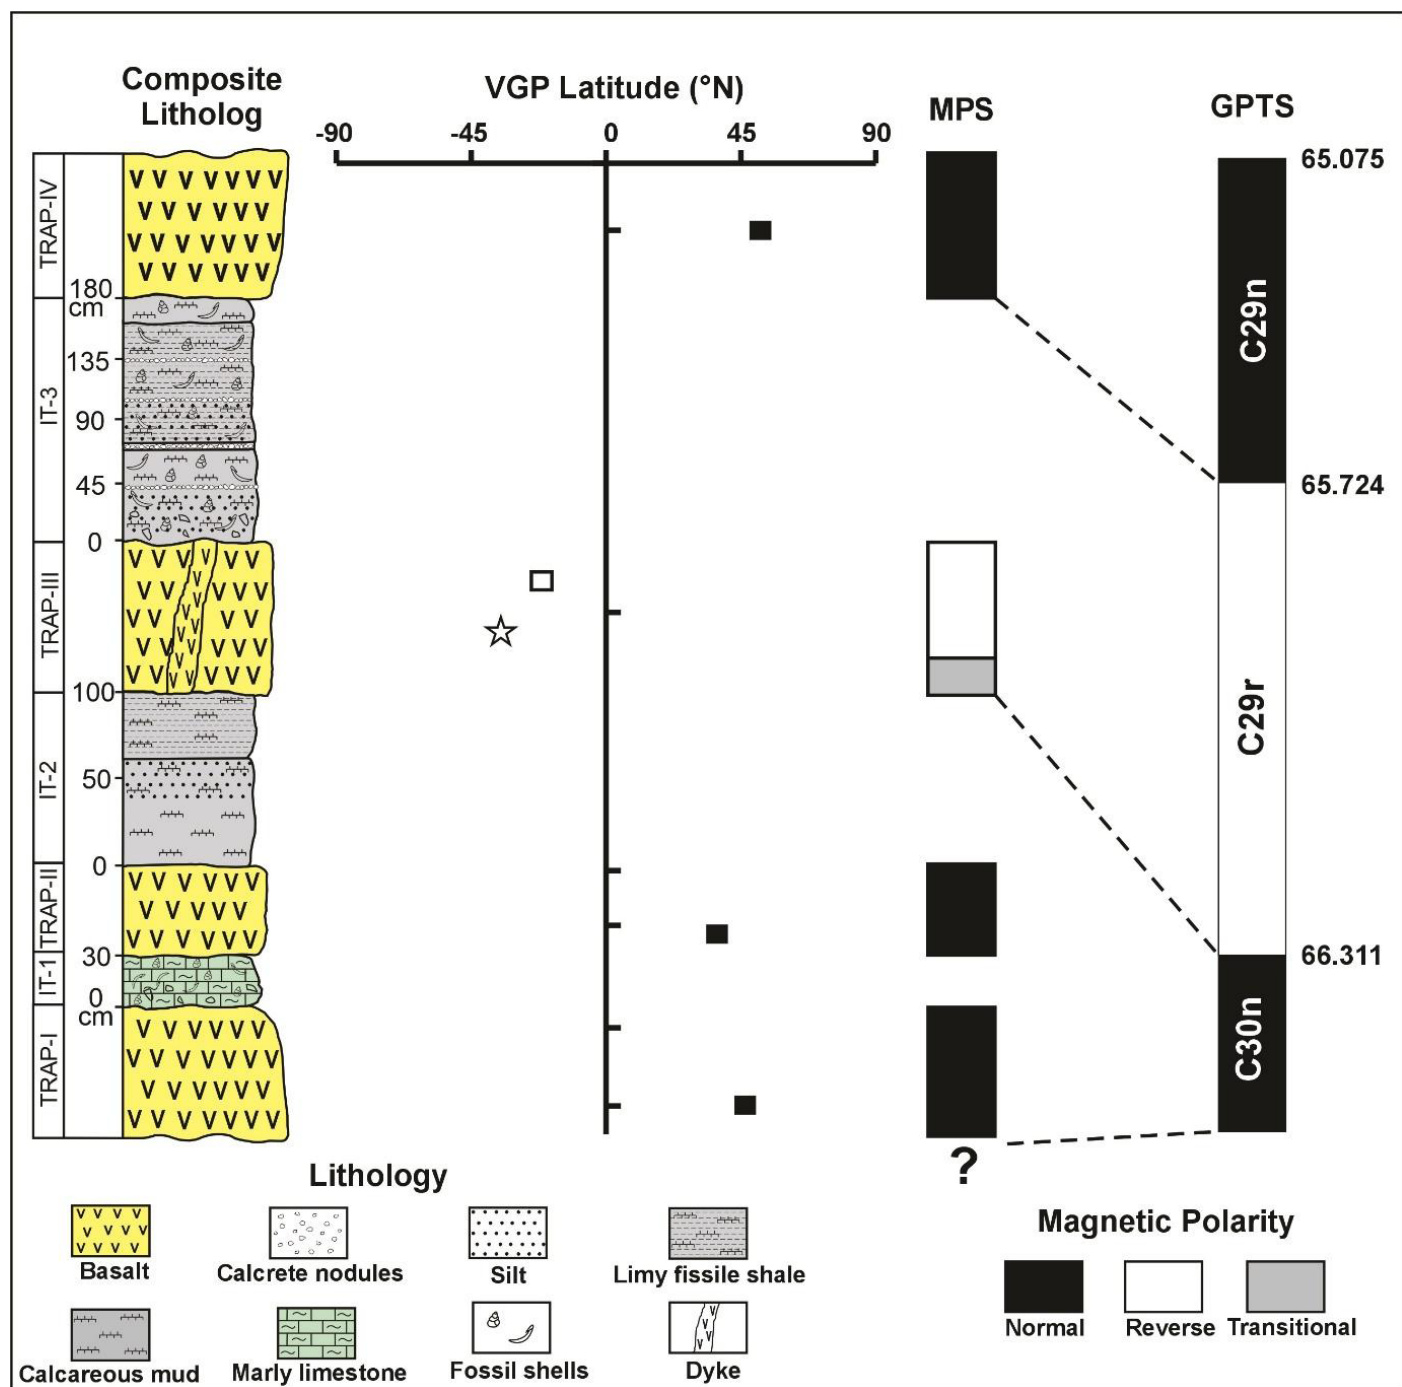 Composite
Litholog
VGP Latitude (°N)
MPS
GPTS
-90
-45
0
45
90
TRAP-IV
IT-3
TRAP-III
IT-2
TRAP-II
IT-1
TRAP-I
180
cm
135
90
45
0
100
50
0
30
0
cm
65.075
65.724
66.311
C29n
C29r
C30n
?
Lithology
Basalt
Calcrete nodules
Silt
Limy fissile shale
Calcareous mud
Marly limestone
Fossil shells
Dyke
Magnetic Polarity
Normal
Reverse
Transitional